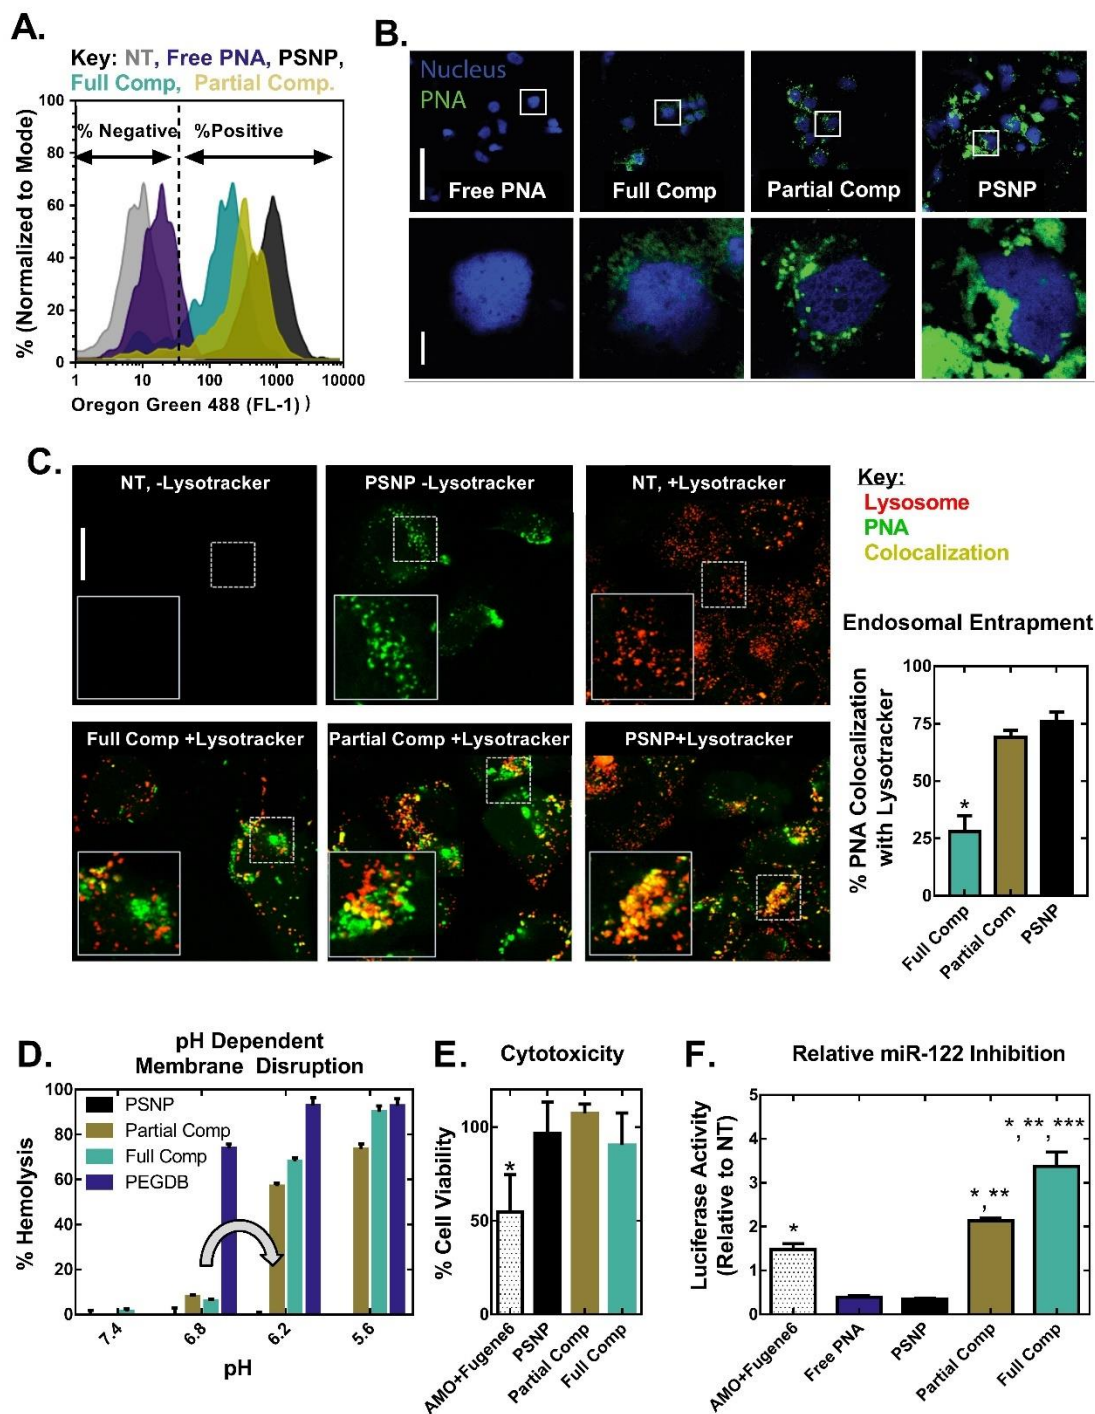 A.
Key: NT, Free PNA, PSNP,
Full Comp, Partial Comp.
% (Normalized to Mode)
100
80
60
40
20
0
% Negative
%Positive
1 10 100 1000 10000
Oregon Green 488 (FL-1) )
B.
Nucleus
PNA
Free PNA
Full Comp
Partial Comp
PSNP
C.
NT, -Lysotracker
PSNP -Lysotracker
NT, +Lysotracker
Full Comp +Lysotracker
Partial Comp +Lysotracker
PSNP+Lysotracker
Key:
Lysosome
PNA
Colocalization
Endosomal Entrapment
% PNA Colocalization
with Lysotracker
100
75
50
25
0
*
Full Comp
Partial Com
PSNP
D.
pH Dependent
Membrane Disruption
% Hemolysis
100
80
60
40
20
0
PSNP
Partial Comp
Full Comp
PEGDB
7.4
6.8
6.2
5.6
pH
E.
Cytotoxicity
% Cell Viability
100
50
0
*
AMO+Fugene6
PSNP
Partial Comp
Full Comp
F.
Relative miR-122 Inhibition
Luciferase Activity
(Relative to NT)
5
4
3
2
1
0
*
*,**
*,**,***
AMO+Fugene6
Free PNA
PSNP
Partial Comp
Full Comp